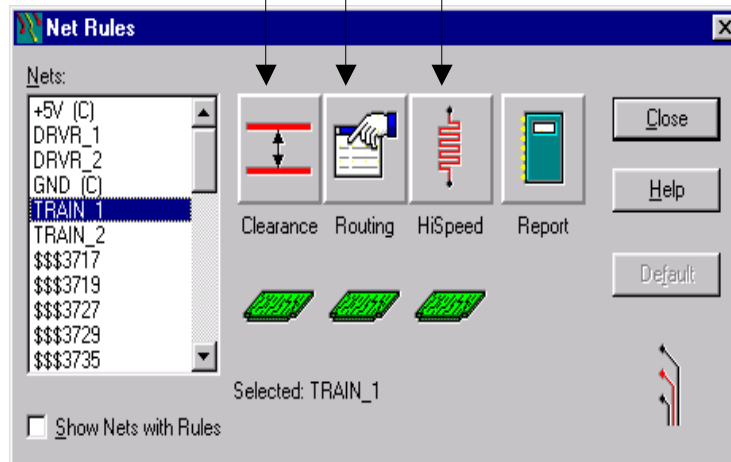 Net Rules
Nets:
+5V (C)
DRVR_1
DRVR_2
GND (C)
TRAIN_1
TRAIN_2
$$$3717
$$$3719
$$$3727
$$$3729
$$$3735
Clearance
Routing
HiSpeed
Report
Close
Help
Default
Selected: TRAIN_1
Show Nets with Rules